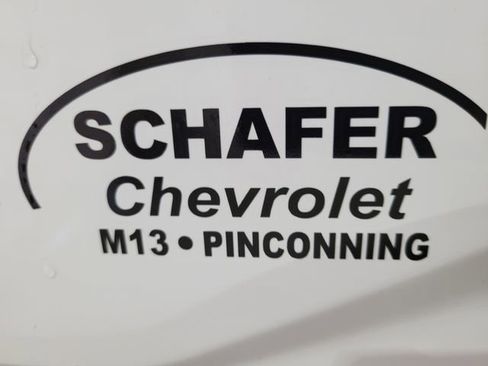 SCHAFER
Chevrolet
M13 • PINCONNING